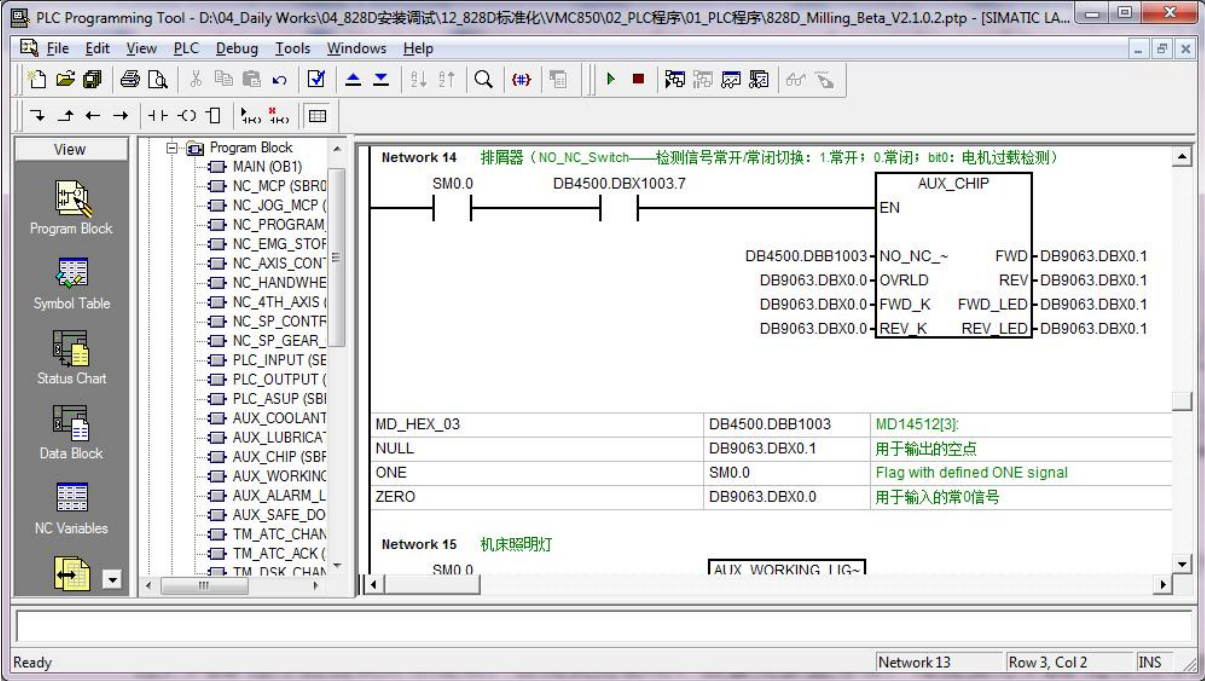 PLC Programming Tool - D:\04_Daily Works\04_828D安装调试\12_828D标准化\VMC850\02_PLC程序\01_PLC程序\828D_Milling_Beta_V2.1.0.2.ptp - [SIMATIC LA...
File Edit View PLC Debug Tools Windows Help
View
Program Block
Symbol Table
Status Chart
Data Block
NC Variables
Program Block
MAIN (OB1)
NC_MCP (SBR0
NC_JOG_MCP (
NC_PROGRAM_
NC_EMG_STOP
NC_AXIS_CONT
NC_HANDWHE
NC_4TH_AXIS (
NC_SP_CONTR
NC_SP_GEAR_
PLC_INPUT (SE
PLC_OUTPUT (
PLC_ASUP (SBI
AUX_COOLANT
AUX_LUBRICAT
AUX_CHIP (SBF
AUX_WORKING
AUX_ALARM_L
AUX_SAFE_DO
TM_ATC_CHAN
TM_ATC_ACK (
TM_DSK_CHAN
Network 14 排屑器（NO_NC_Switch——检测信号常开/常闭切换：1.常开；0.常闭；bit0：电机过载检测）
SM0.0 DB4500.DBX1003.7 AUX_CHIP
EN
DB4500.DBB1003 NO_NC_~ FWD DB9063.DBX0.1
DB9063.DBX0.0 OVRLD REV DB9063.DBX0.1
DB9063.DBX0.0 FWD_K FWD_LED DB9063.DBX0.1
DB9063.DBX0.0 REV_K REV_LED DB9063.DBX0.1
MD_HEX_03 DB4500.DBB1003 MD14512[3]:
NULL DB9063.DBX0.1 用于输出的空点
ONE SM0.0 Flag with defined ONE signal
ZERO DB9063.DBX0.0 用于输入的常0信号
Network 15 机床照明灯
SM0.0 AUX_WORKING_LIG~
Ready Network 13 Row 3, Col 2 INS